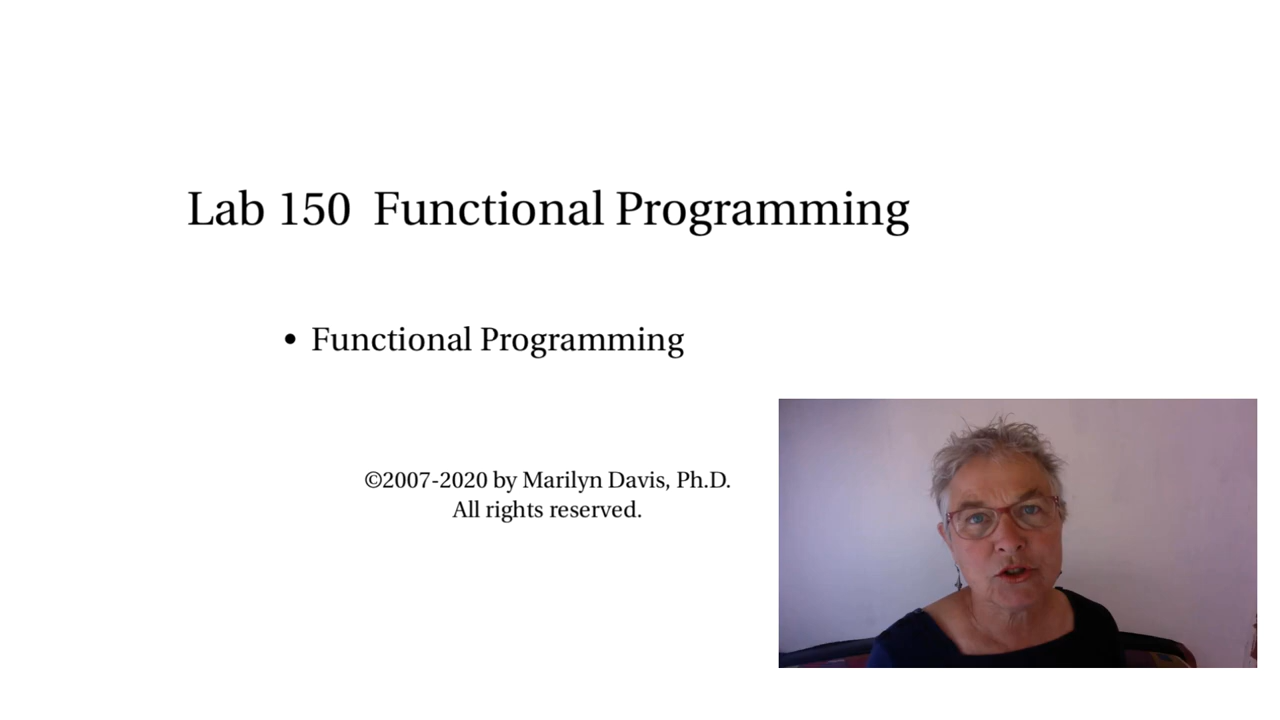 Lab 150 Functional Programming
• Functional Programming
©2007-2020 by Marilyn Davis, Ph.D.
All rights reserved.